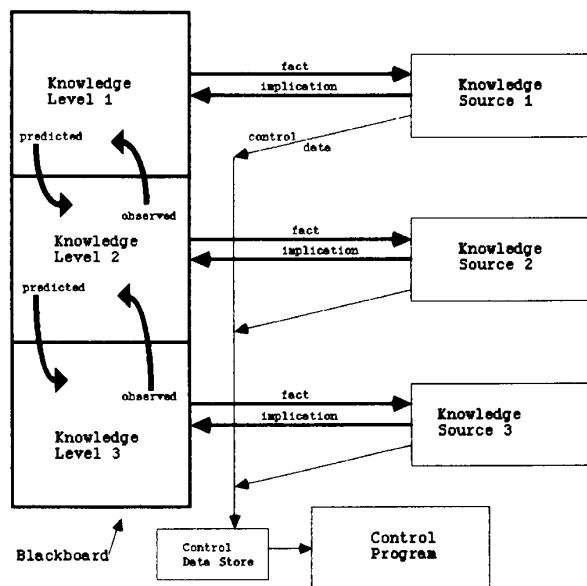 fact
Knowledge
Level 1
implication
Knowledge
Source 1
predicted
control
data
observed
fact
Knowledge
Level 2
implication
Knowledge
Source 2
predicted
observed
fact
Knowledge
Level 3
implication
Knowledge
Source 3
Blackboard
Control
Data Store
Control
Program